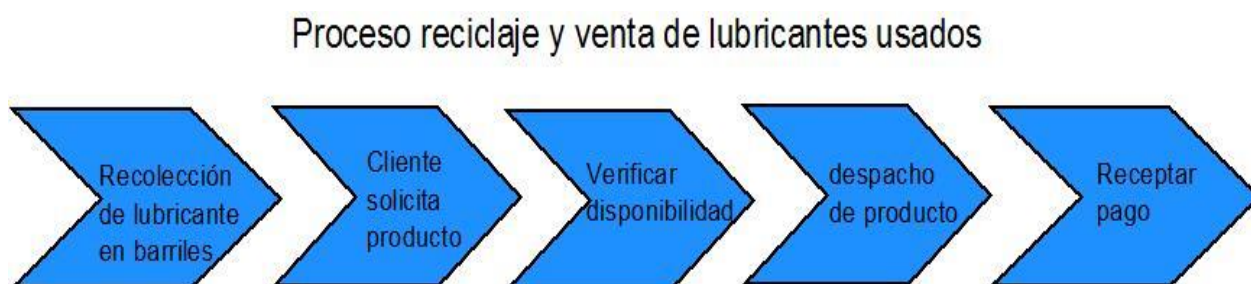 Proceso reciclaje y venta de lubricantes usados
Recolección
de lubricante
en barriles
Cliente
solicita
producto
Verificar
disponibilidad
despacho
de producto
Receptar
pago